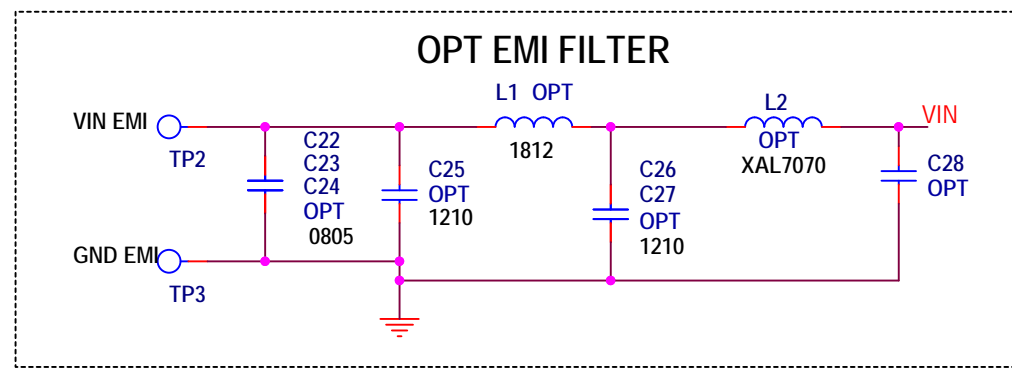 OPT EMI FILTER
L1 OPT
1812
L2
OPT
XAL7070
VIN EMI
TP2
VIN
C22
C23
C24
OPT
0805
C25
OPT
1210
C26
C27
OPT
1210
C28
OPT
GND EMI
TP3